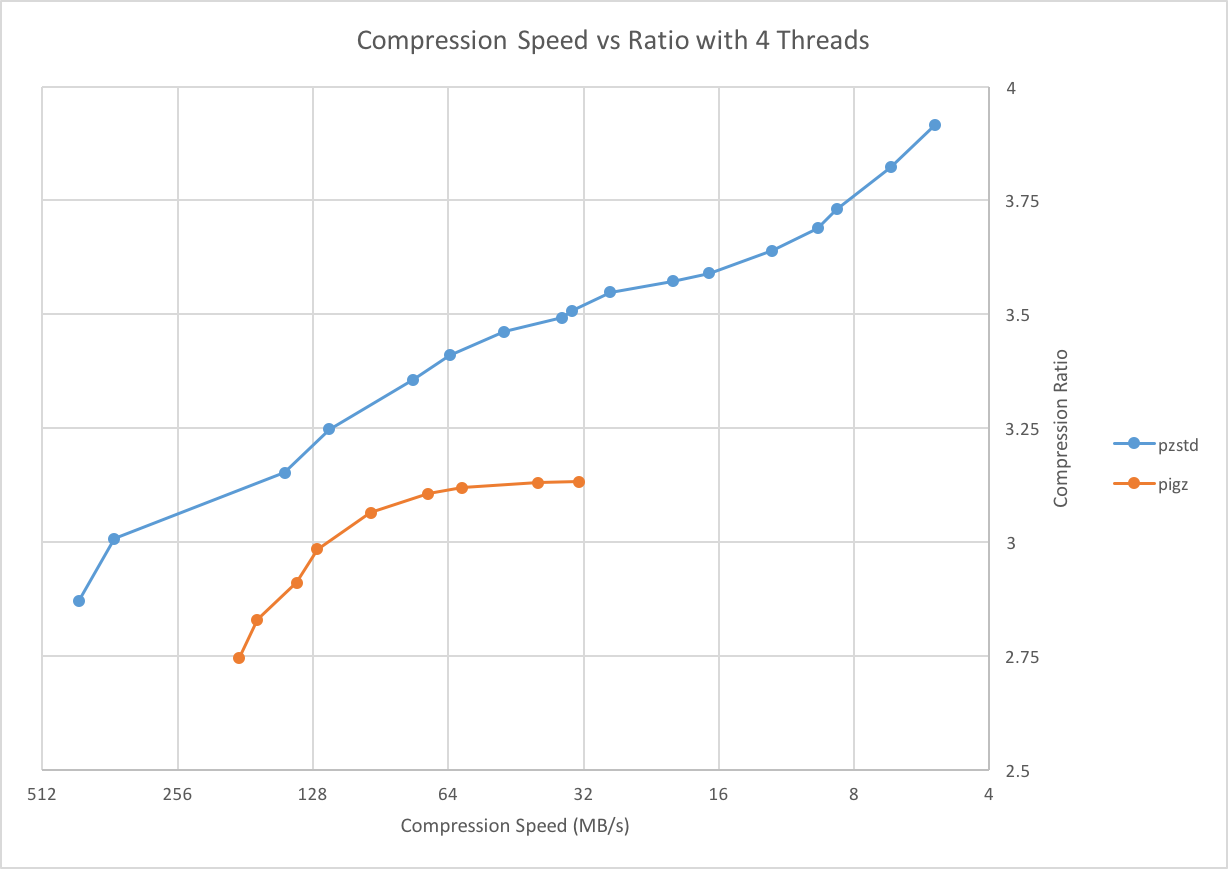 Compression Speed vs Ratio with 4 Threads
4
3.75
3.5
3.25
3
2.75
2.5
Compression Ratio
pzstd
pigz
512 256 128 64 32 16 8 4
Compression Speed (MB/s)